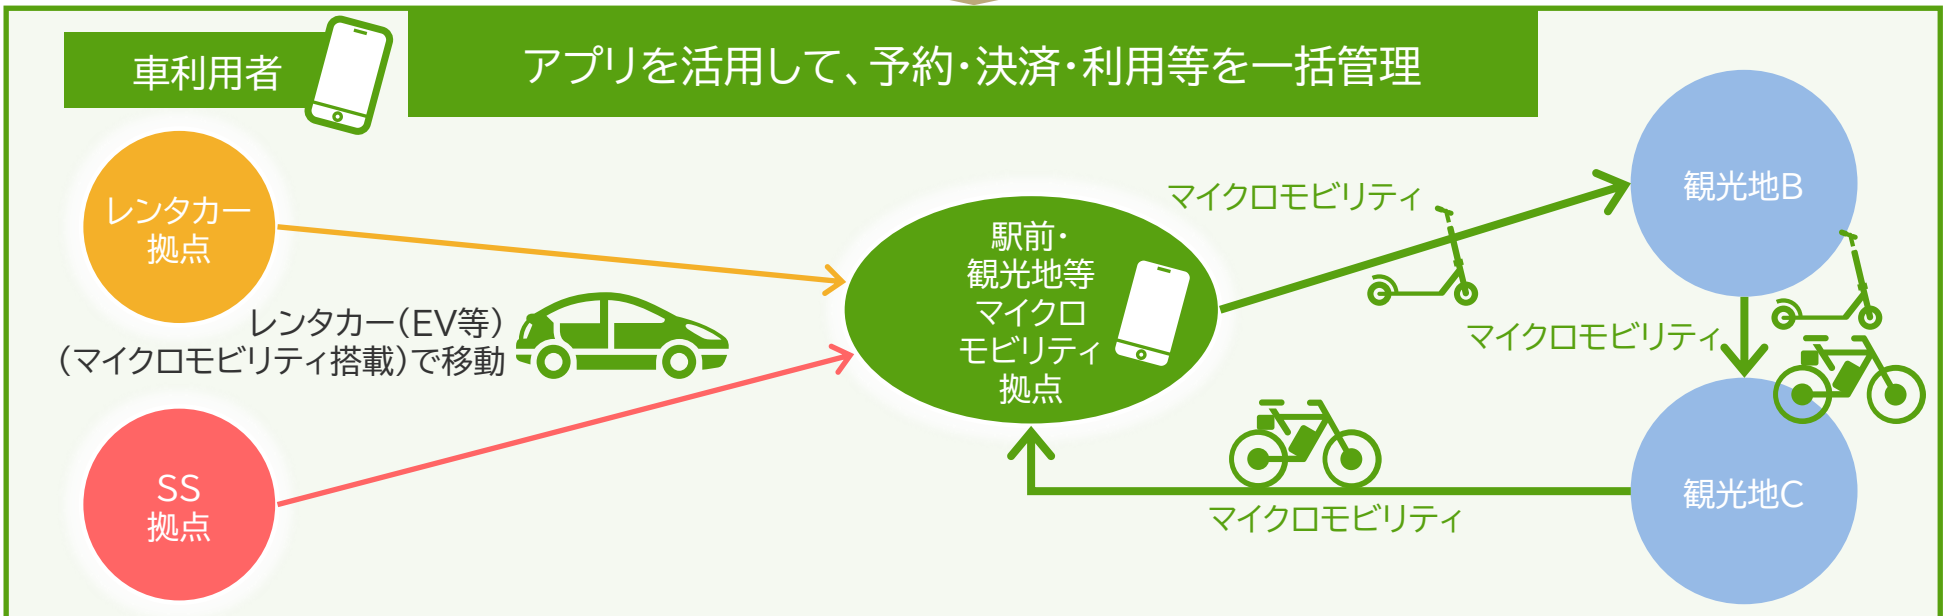 車利用者
アプリを活用して、予約・決済・利用等を一括管理
レンタカー
拠点
レンタカー（EV等）
（マイクロモビリティ搭載）で移動
SS
拠点
駅前・
観光地等
マイクロ
モビリティ
拠点
マイクロモビリティ
観光地B
マイクロモビリティ
観光地C
マイクロモビリティ